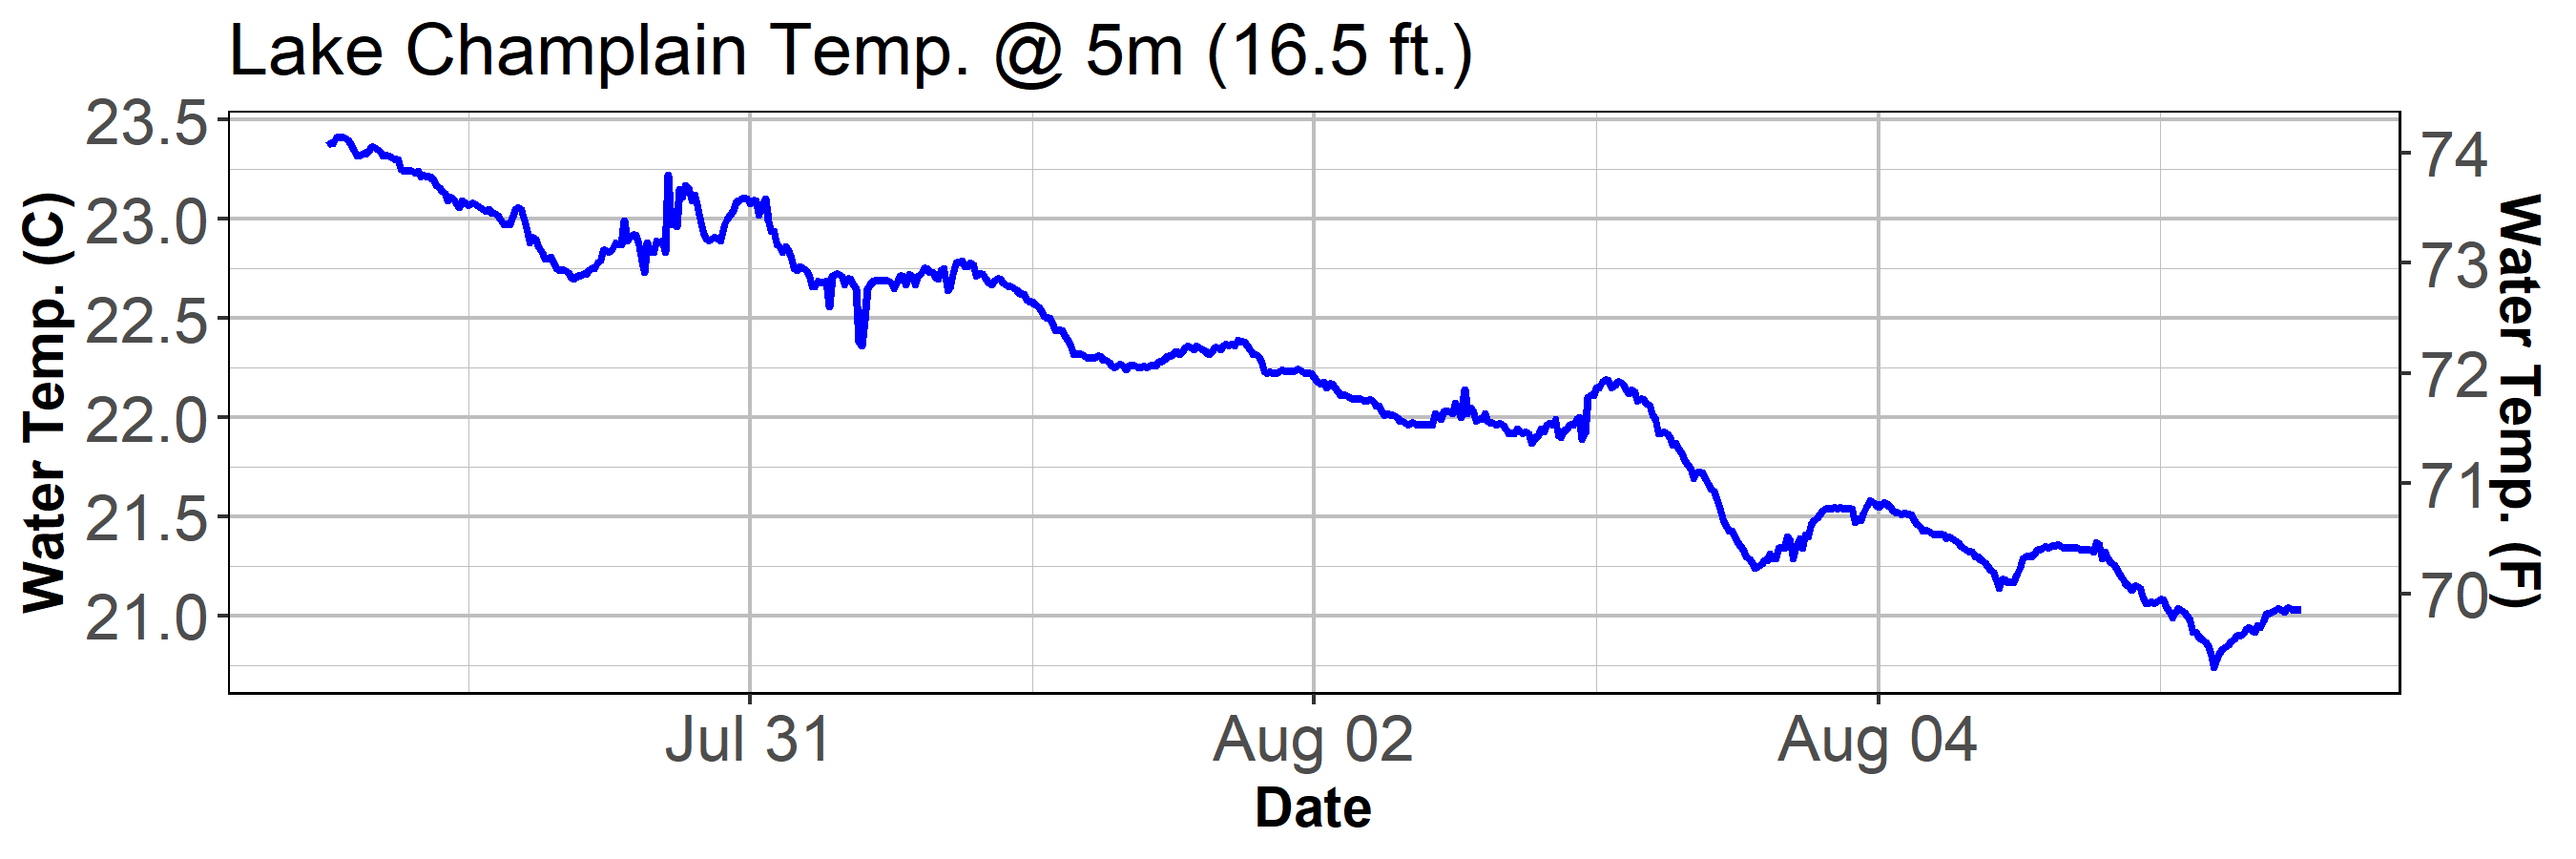 Lake Champlain Temp. @ 5m (16.5 ft.)
Water Temp. (C)
23.5
23.0
22.5
22.0
21.5
21.0
74
73
72
71
70
Water Temp. (F)
Jul 31 Aug 02 Aug 04
Date